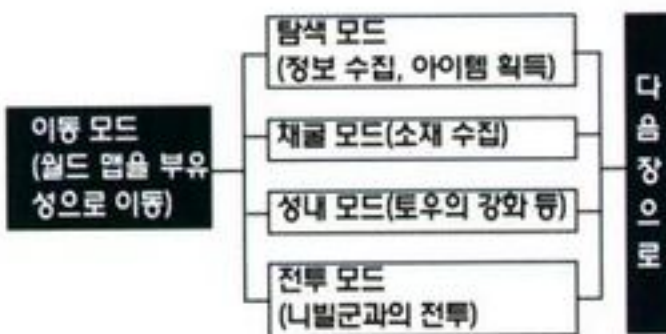 이동 모드
(월드 맵을 부유
성으로 이동)
탐색 모드
(정보 수집, 아이템 획득)
채굴 모드(소재 수집)
성내 모드(토우의 강화 등)
전투 모드
(니빌군과의 전투)
다음장으로